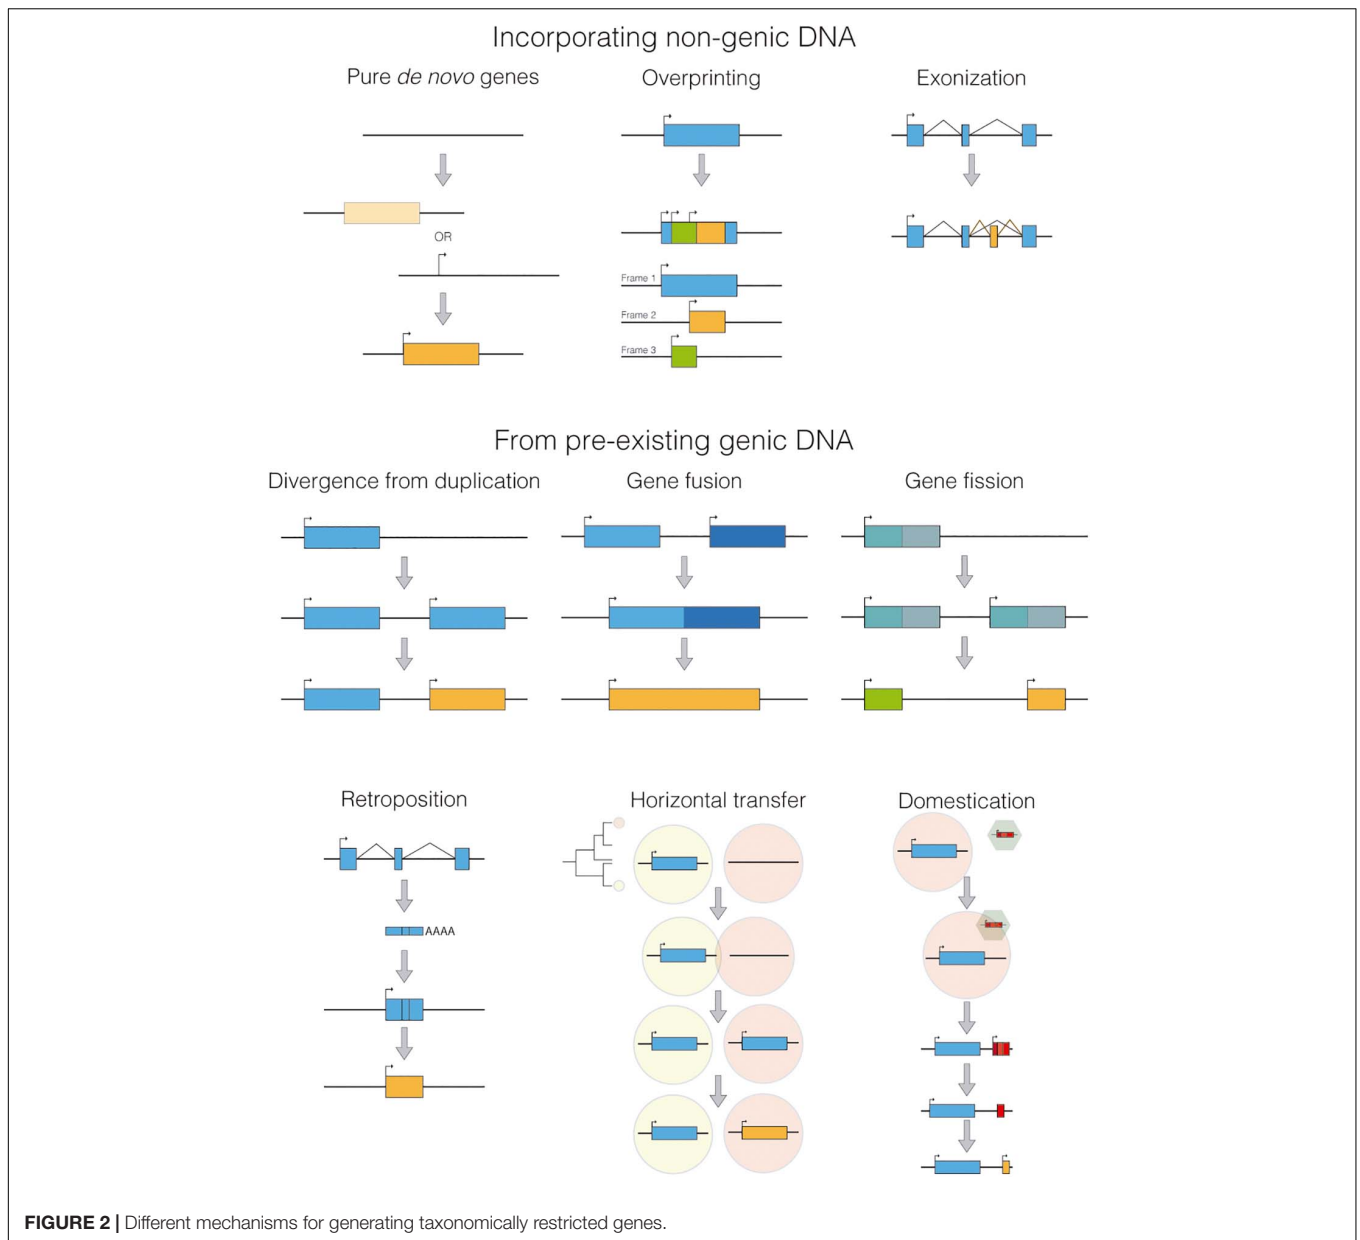 Incorporating non-genic DNA
Pure de novo genes
Overprinting
Exonization
OR
Frame 1
Frame 2
Frame 3
From pre-existing genic DNA
Divergence from duplication
Gene fusion
Gene fission
Retroposition
Horizontal transfer
Domestication
AAAA
FIGURE 2 | Different mechanisms for generating taxonomically restricted genes.